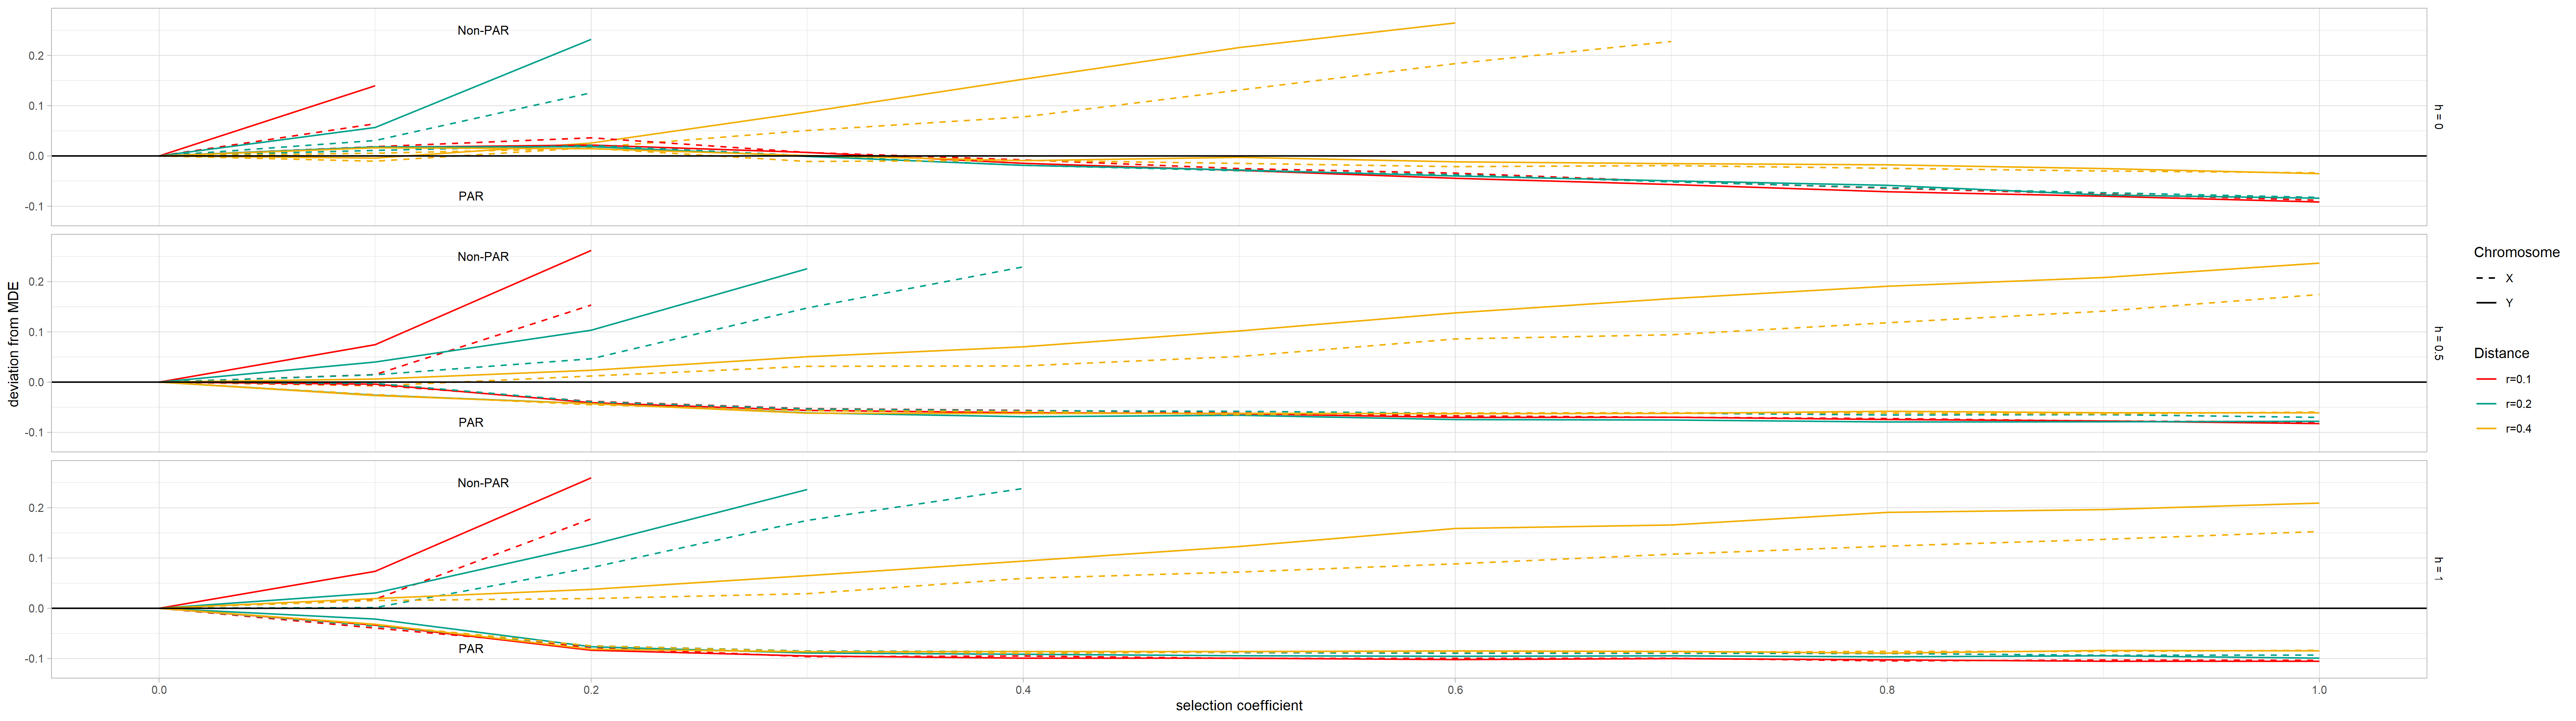 Non-PAR
0.2
0.1
0.0
PAR
-0.1
h = 0
Non-PAR
0.2
0.1
0.0
PAR
-0.1
h = 0.5
Non-PAR
0.2
0.1
0.0
PAR
-0.1
h = 1
deviation from MDE
0.0
0.2
0.4
0.6
0.8
1.0
selection coefficient
Chromosome
X
Y
Distance
r=0.1
r=0.2
r=0.4